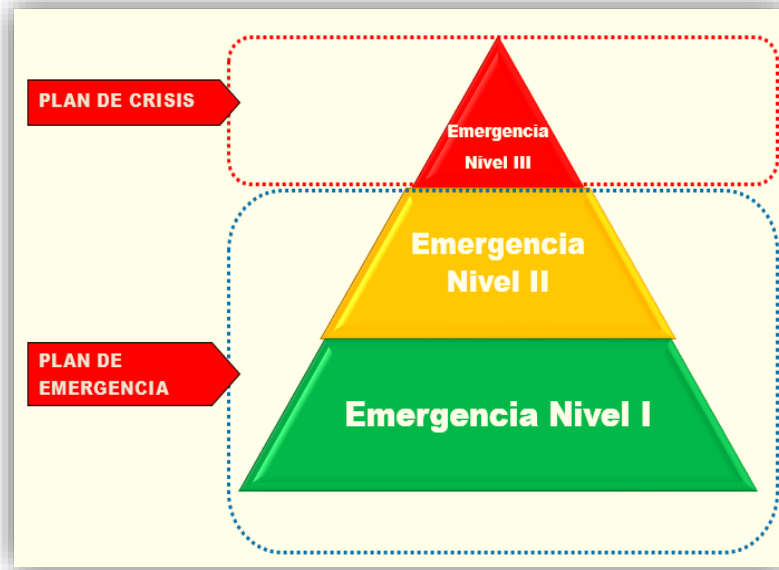 PLAN DE CRISIS
Emergencia
Nivel III
Emergencia
Nivel II
PLAN DE
EMERGENCIA
Emergencia Nivel I